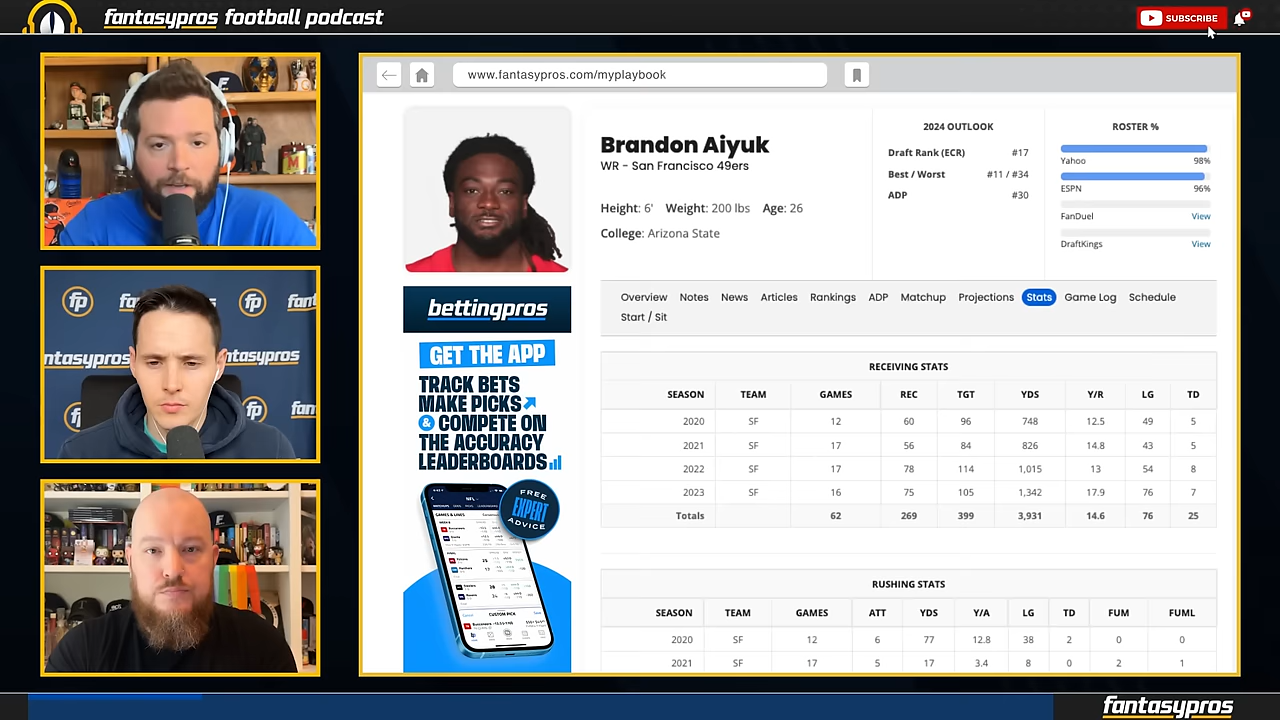 fantasypros football podcast
SUBSCRIBE
www.fantasypros.com/myplaybook
Brandon Aiyuk
WR - San Francisco 49ers
Height: 6' Weight: 200 lbs Age: 26
College: Arizona State
2024 OUTLOOK
Draft Rank (ECR) #17
Best / Worst #11 / #34
ADP #30
ROSTER %
Yahoo 98%
ESPN 96%
FanDuel View
DraftKings View
Overview Notes News Articles Rankings ADP Matchup Projections Stats Game Log Schedule
Start / Sit
bettingpros
GET THE APP
TRACK BETS
MAKE PICKS
& COMPETE ON
THE ACCURACY
LEADERBOARDS
FREE
EXPERT
ADVICE
RECEIVING STATS
SEASON TEAM GAMES REC TGT YDS Y/R LG TD
2020 SF 12 60 96 748 12.5 49 5
2021 SF 17 56 84 826 14.8 43 5
2022 SF 17 78 114 1,015 13 54 8
2023 SF 16 75 105 1,342 17.9 76 7
Totals 62 269 399 3,931 14.6 76 25
RUSHING STATS
SEASON TEAM GAMES ATT YDS Y/A LG TD FUM FUML
2020 SF 12 6 77 12.8 38 2 0 0
2021 SF 17 5 17 3.4 8 0 2 1
fp
fp
ntasypros
ntasypros
fp
fantasypros